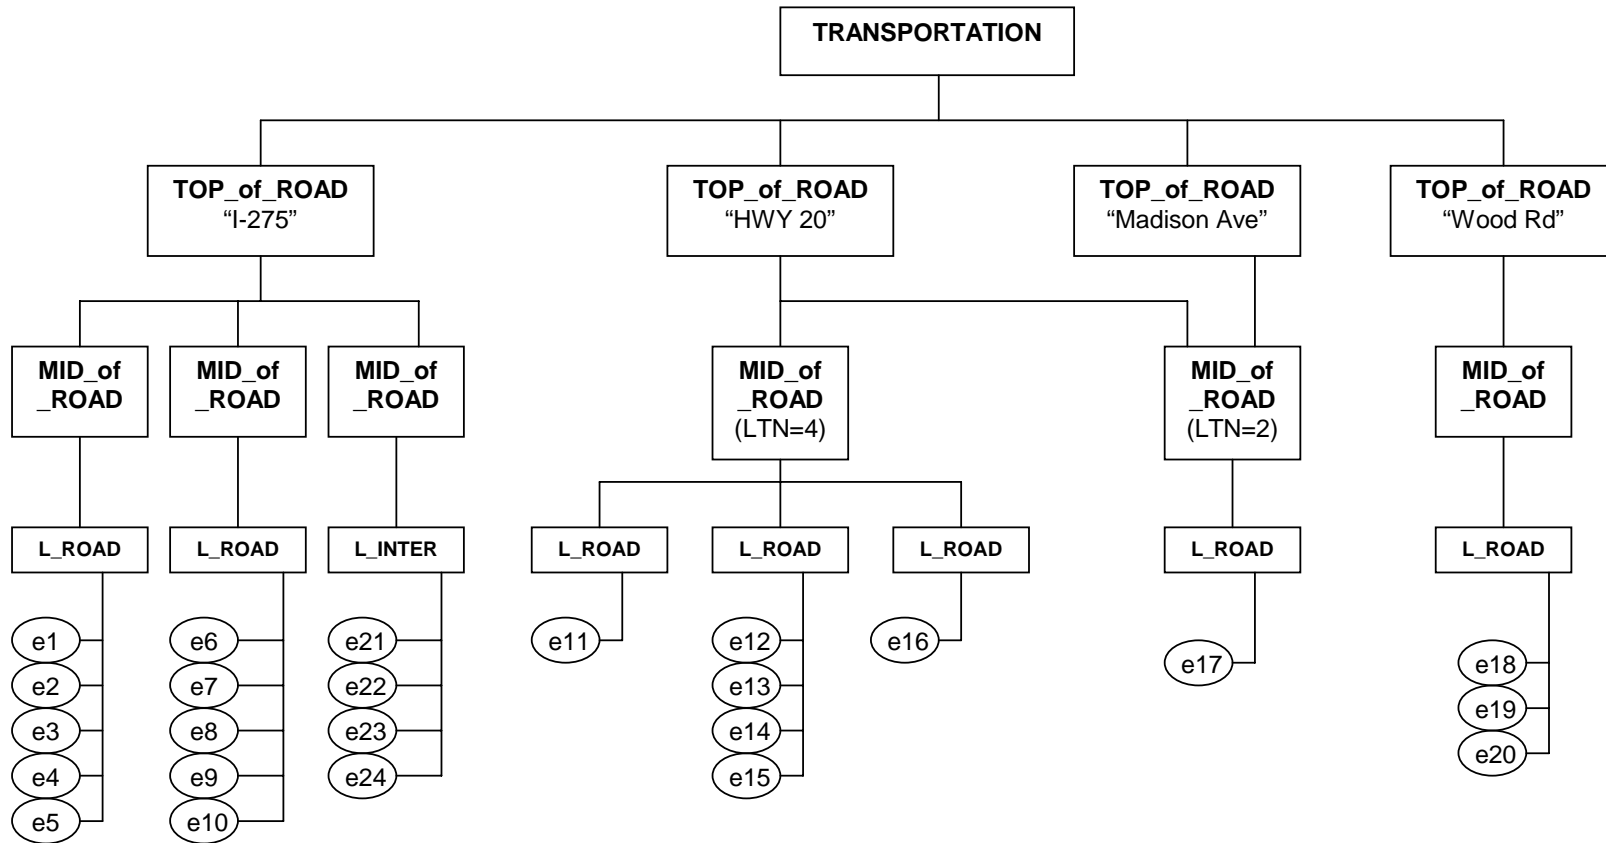 TRANSPORTATION
TOP_of_ROAD
“I-275”
TOP_of_ROAD
“HWY 20”
TOP_of_ROAD
“Madison Ave”
TOP_of_ROAD
“Wood Rd”
MID_of
_ROAD
MID_of
_ROAD
MID_of
_ROAD
MID_of
_ROAD
(LTN=4)
MID_of
_ROAD
(LTN=2)
MID_of
_ROAD
L_ROAD
L_ROAD
L_INTER
L_ROAD
L_ROAD
L_ROAD
L_ROAD
L_ROAD
e1
e2
e3
e4
e5
e6
e7
e8
e9
e10
e21
e22
e23
e24
e11
e12
e13
e14
e15
e16
e17
e18
e19
e20